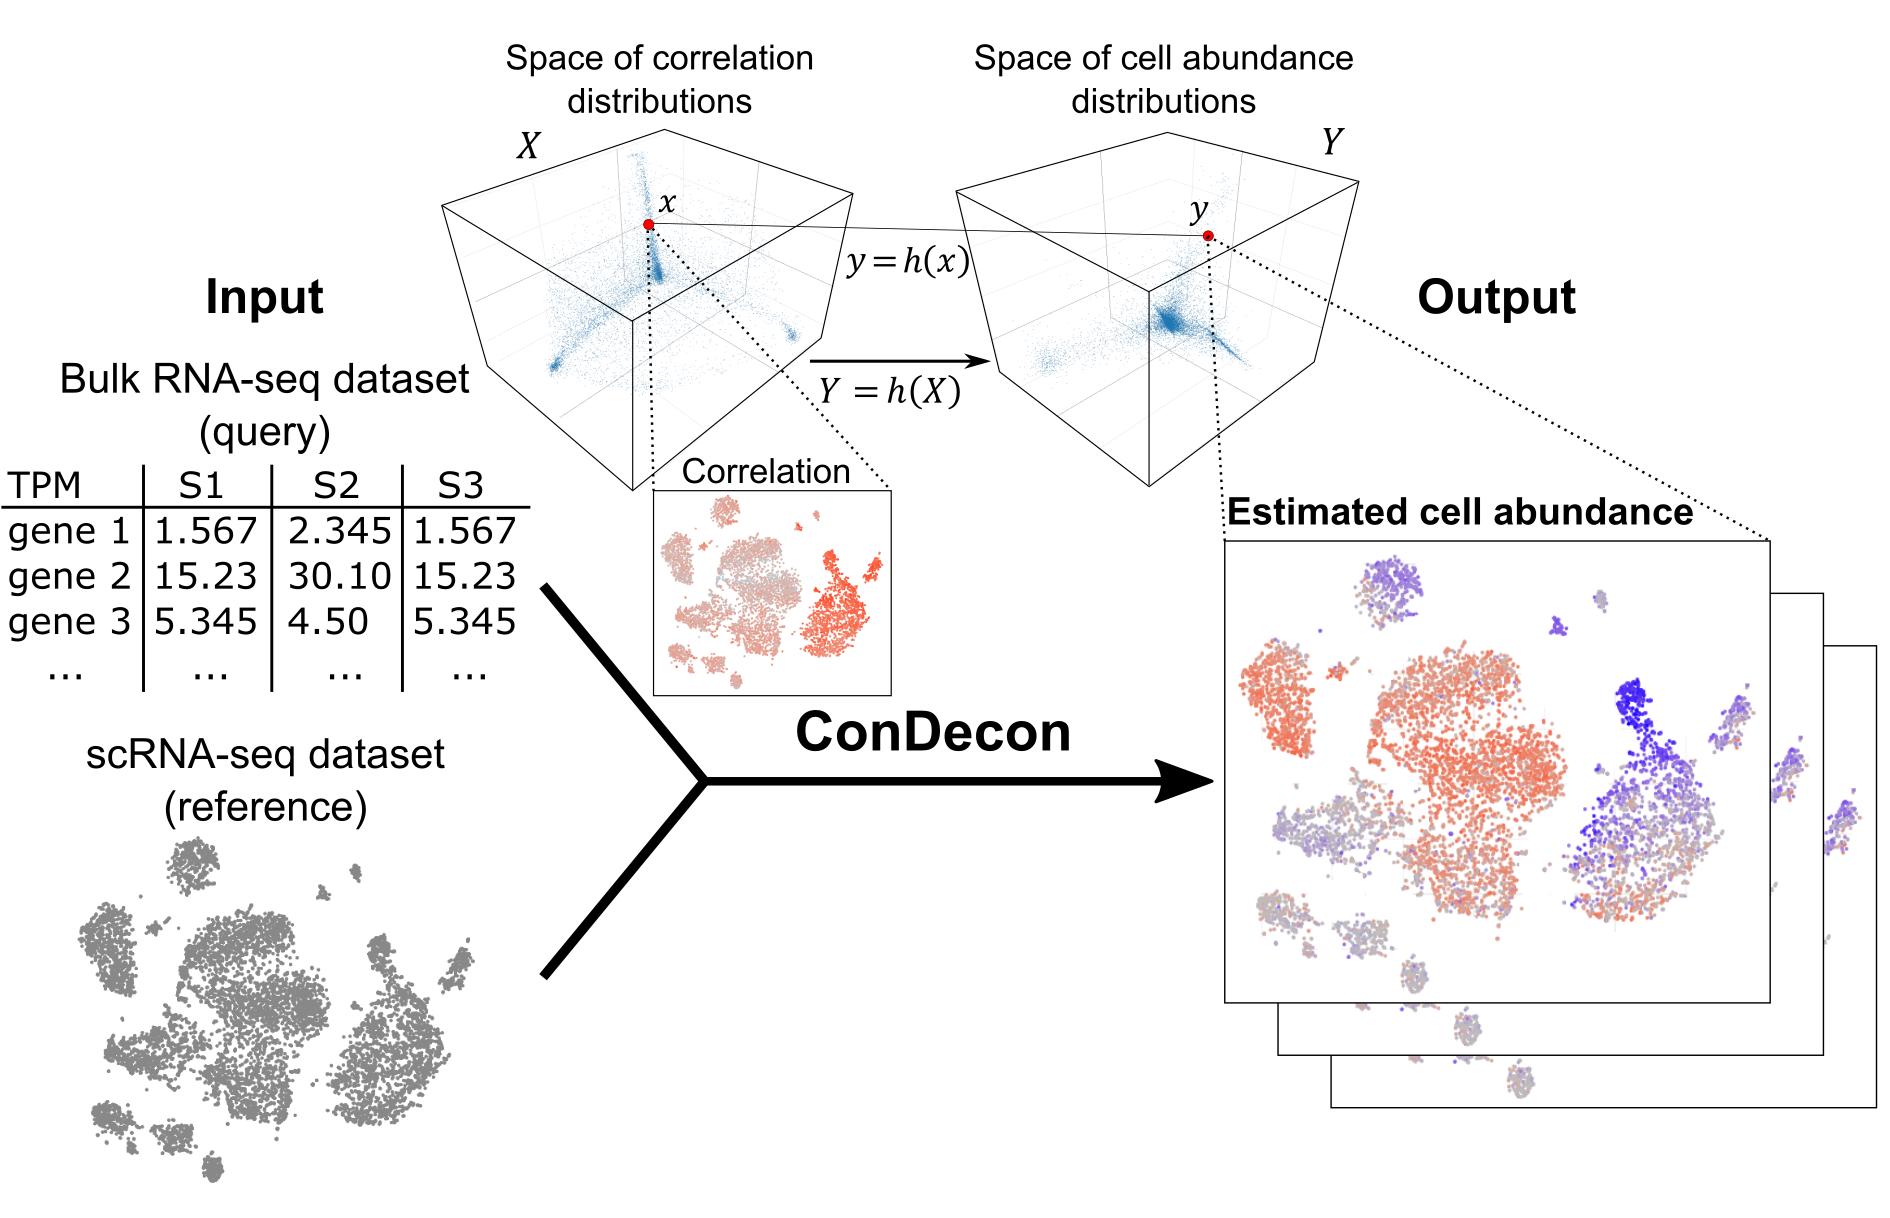 Space of correlation
distributions
Space of cell abundance
distributions
X
Y
x
y
y = h(x)
Y = h(X)
Input
Output
Bulk RNA-seq dataset
(query)
TPM S1 S2 S3
gene 1 1.567 2.345 1.567
gene 2 15.23 30.10 15.23
gene 3 5.345 4.50 5.345
... ... ... ...
Correlation
Estimated cell abundance
ConDecon
scRNA-seq dataset
(reference)